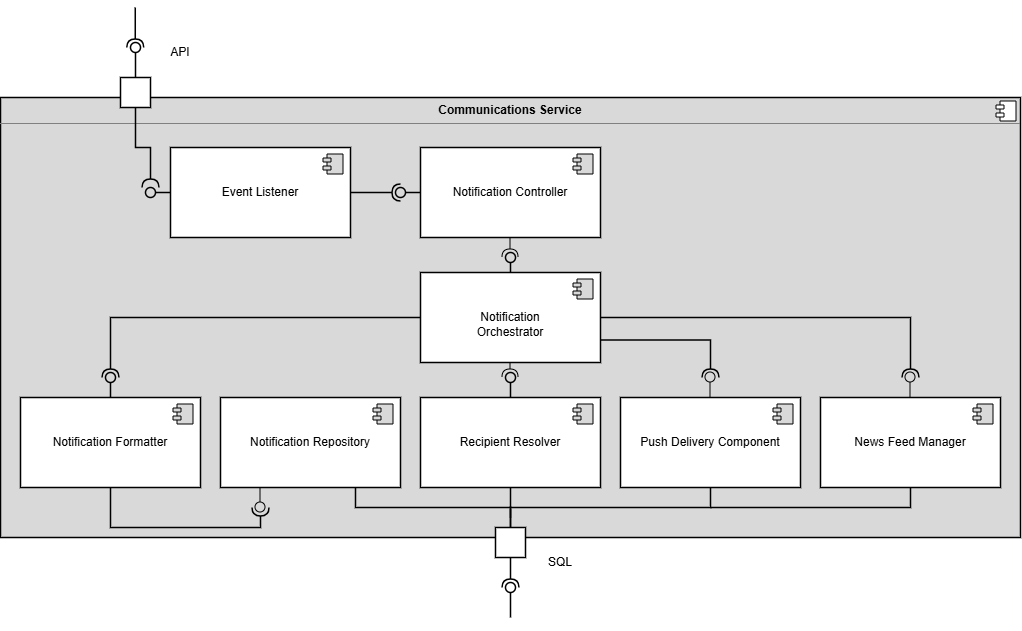 API
Communications Service
Event Listener
Notification Controller
Notification
Orchestrator
Notification Formatter
Notification Repository
Recipient Resolver
Push Delivery Component
News Feed Manager
SQL